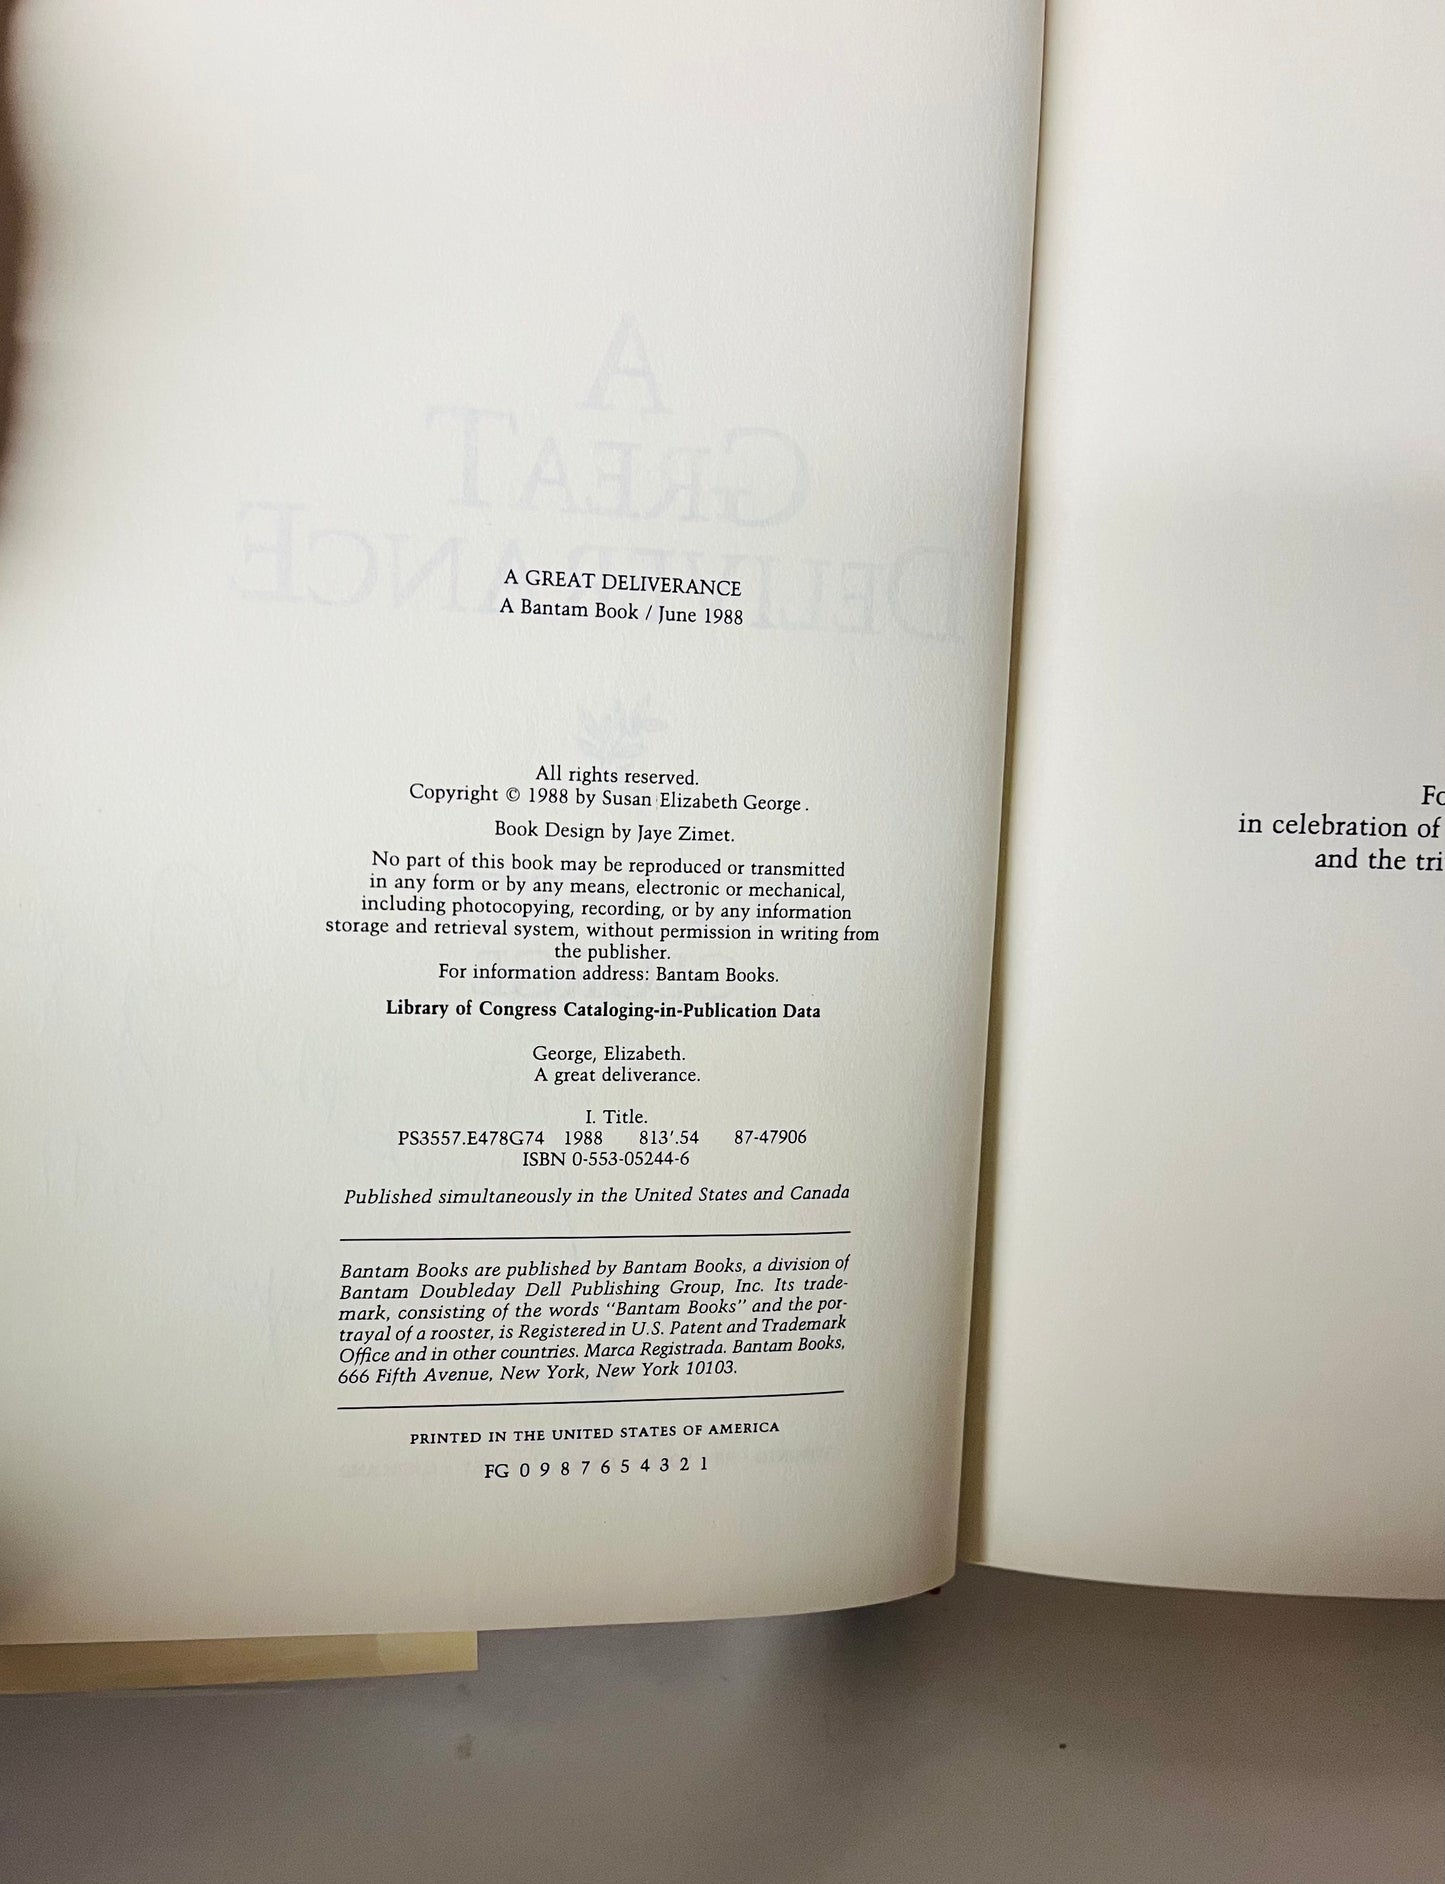 A GREAT DELIVERANCE
A GREAT DELIVERANCE
A Bantam Book / June 1988
All rights reserved.
Copyright © 1988 by Susan Elizabeth George.
Book Design by Jaye Zimet.
No part of this book may be reproduced or transmitted
in any form or by any means, electronic or mechanical,
including photocopying, recording, or by any information
storage and retrieval system, without permission in writing from
the publisher.
For information address: Bantam Books.
Library of Congress Cataloging-in-Publication Data
George, Elizabeth.
A great deliverance.
I. Title.
PS3557.E478G74 1988 813'.54 87-47906
ISBN 0-553-05244-6
Published simultaneously in the United States and Canada
Bantam Books are published by Bantam Books, a division of
Bantam Doubleday Dell Publishing Group, Inc. Its trade-
mark, consisting of the words "Bantam Books" and the por-
trayal of a rooster, is Registered in U.S. Patent and Trademark
Office and in other countries. Marca Registrada. Bantam Books,
666 Fifth Avenue, New York, New York 10103.
PRINTED IN THE UNITED STATES OF AMERICA
FG 0 9 8 7 6 5 4 3 2 1
in celebration of
and the